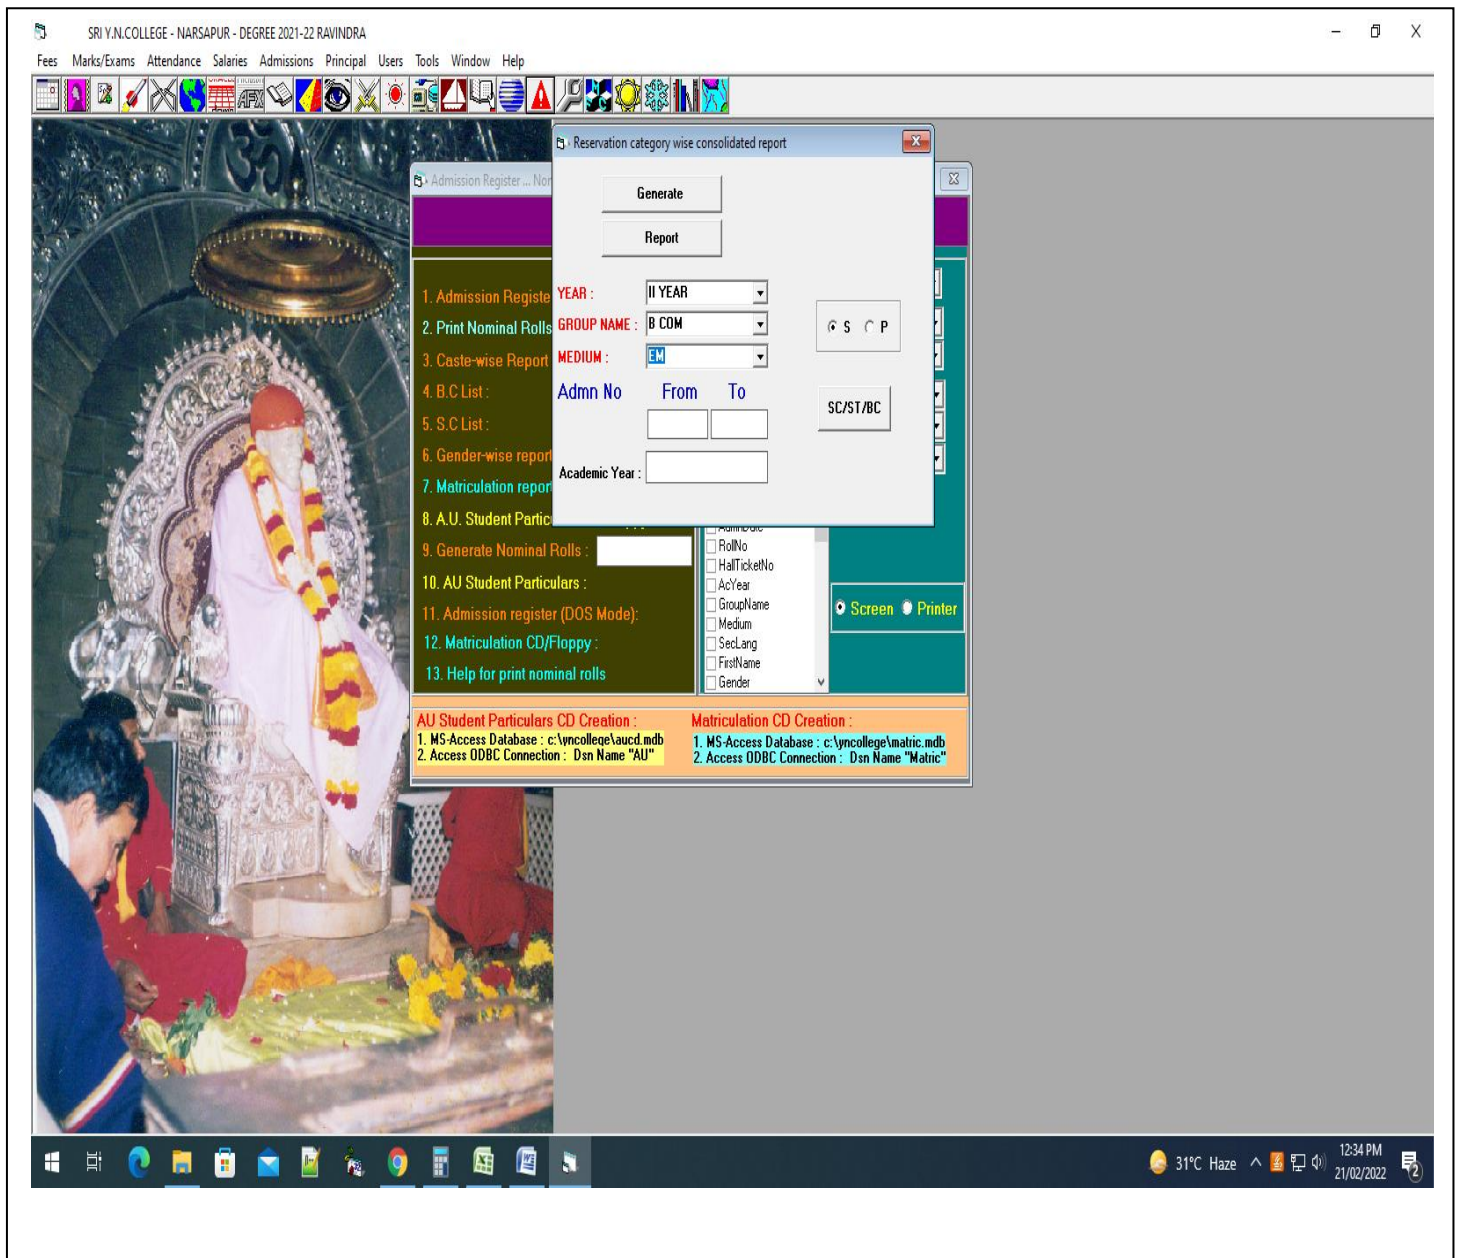 SRI Y.N.COLLEGE - NARSAPUR - DEGREE 2021-22 RAVINDRA
Fees Marks/Exams Attendance Salaries Admissions Principal Users Tools Window Help
AFX
Reservation category wise consolidated report
Admission Register ...
Generate
Report
YEAR : II YEAR
GROUP NAME : B COM
S P
MEDIUM : EM
Admn No From To
SC/ST/BC
Academic Year :
1. Admission
2. Print Nominal Rolls
3. Caste-wise Report
4. B.C List :
5. S.C List :
6. Gender-wise report
7. Matriculation report
8. A.U. Student
9. Generate Nominal Rolls :
10. AU Student Particulars :
11. Admission register (DOS Mode):
12. Matriculation CD/Floppy :
13. Help for print nominal rolls
RollNo
HallTicketNo
AcYear
GroupName
Medium
SecLang
FirstName
Gender
Screen Printer
AU Student Particulars CD Creation :
1. MS-Access Database : c:\yncollege\aucd.mdb
2. Access ODBC Connection : Dsn Name "AU"
Matriculation CD Creation :
1. MS-Access Database : c:\yncollege\matric.mdb
2. Access ODBC Connection : Dsn Name "Matric"
31°C Haze
12:34 PM
21/02/2022
2